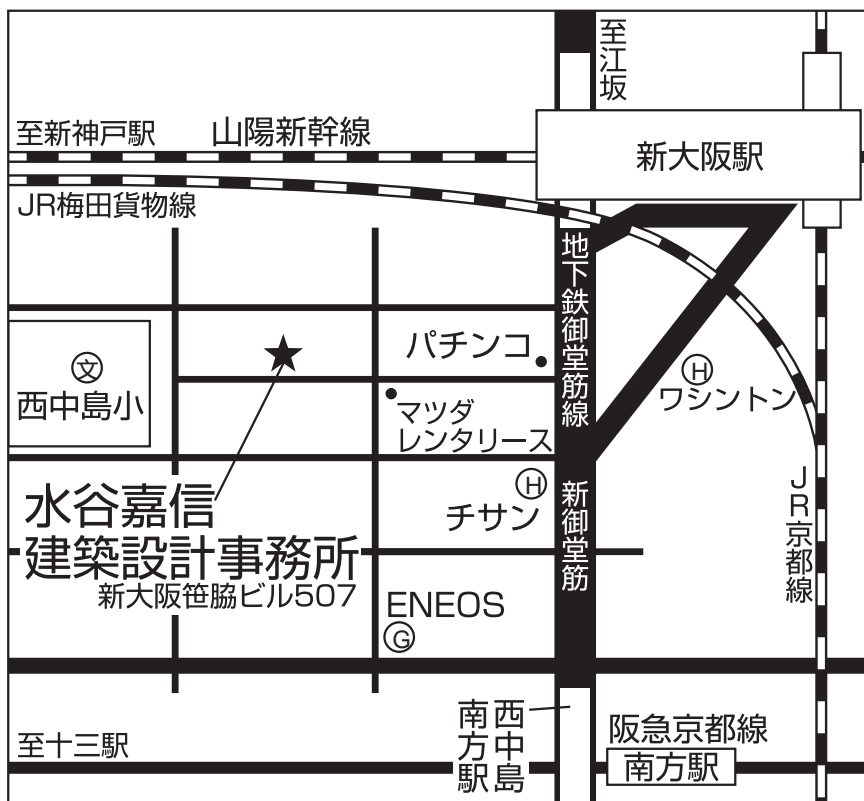 至江坂
至新神戸駅
山陽新幹線
新大阪駅
JR梅田貨物線
地下鉄御堂筋線
パチンコ
文
西中島小
H
ワシントン
マツダ
レンタリース
H
チサン
新御堂筋
JR京都線
水谷嘉信
建築設計事務所
新大阪笹脇ビル507
ENEOS
G
西中島
南方駅
阪急京都線
南方駅
至十三駅